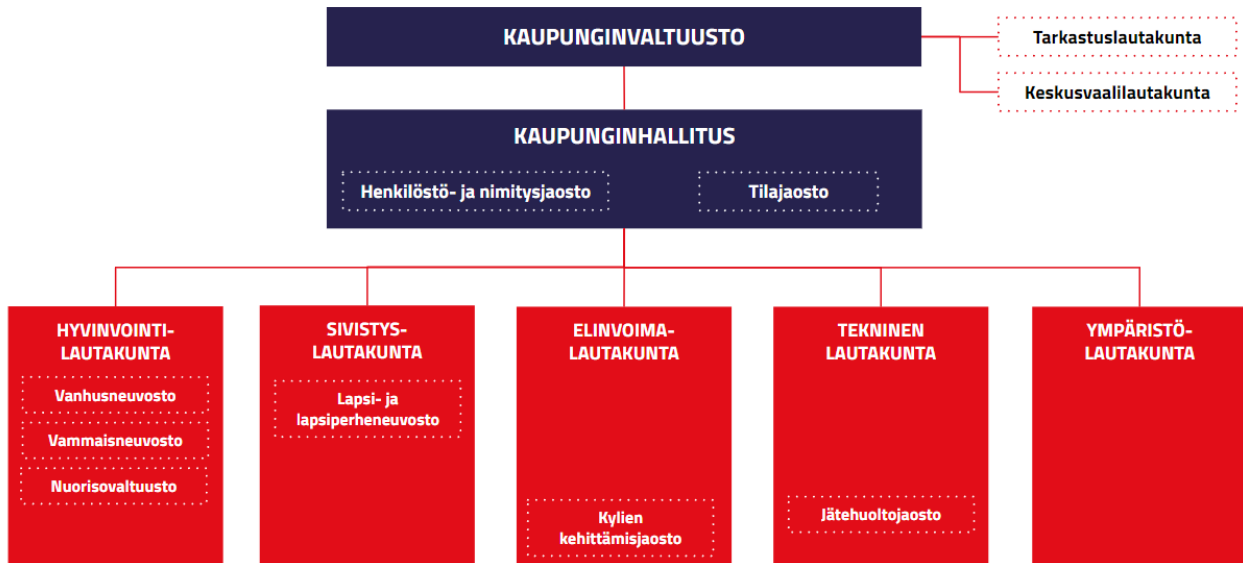 KAUPUNGINVALTUUSTO
Tarkastuslautakunta
Keskusvaalilautakunta
KAUPUNGINHALLITUS
Henkilöstö- ja nimitysjaosto
Tilajaosto
HYVINVOINTI-
LAUTAKUNTA
Vanhusneuvosto
Vammaisneuvosto
Nuorisovaltuusto
SIVISTYS-
LAUTAKUNTA
Lapsi- ja
lapsiperheneuvosto
ELINVOIMA-
LAUTAKUNTA
Kylien
kehittämisjaosto
TEKNINEN
LAUTAKUNTA
Jätehuoltojaosto
YMPÄRISTÖ-
LAUTAKUNTA